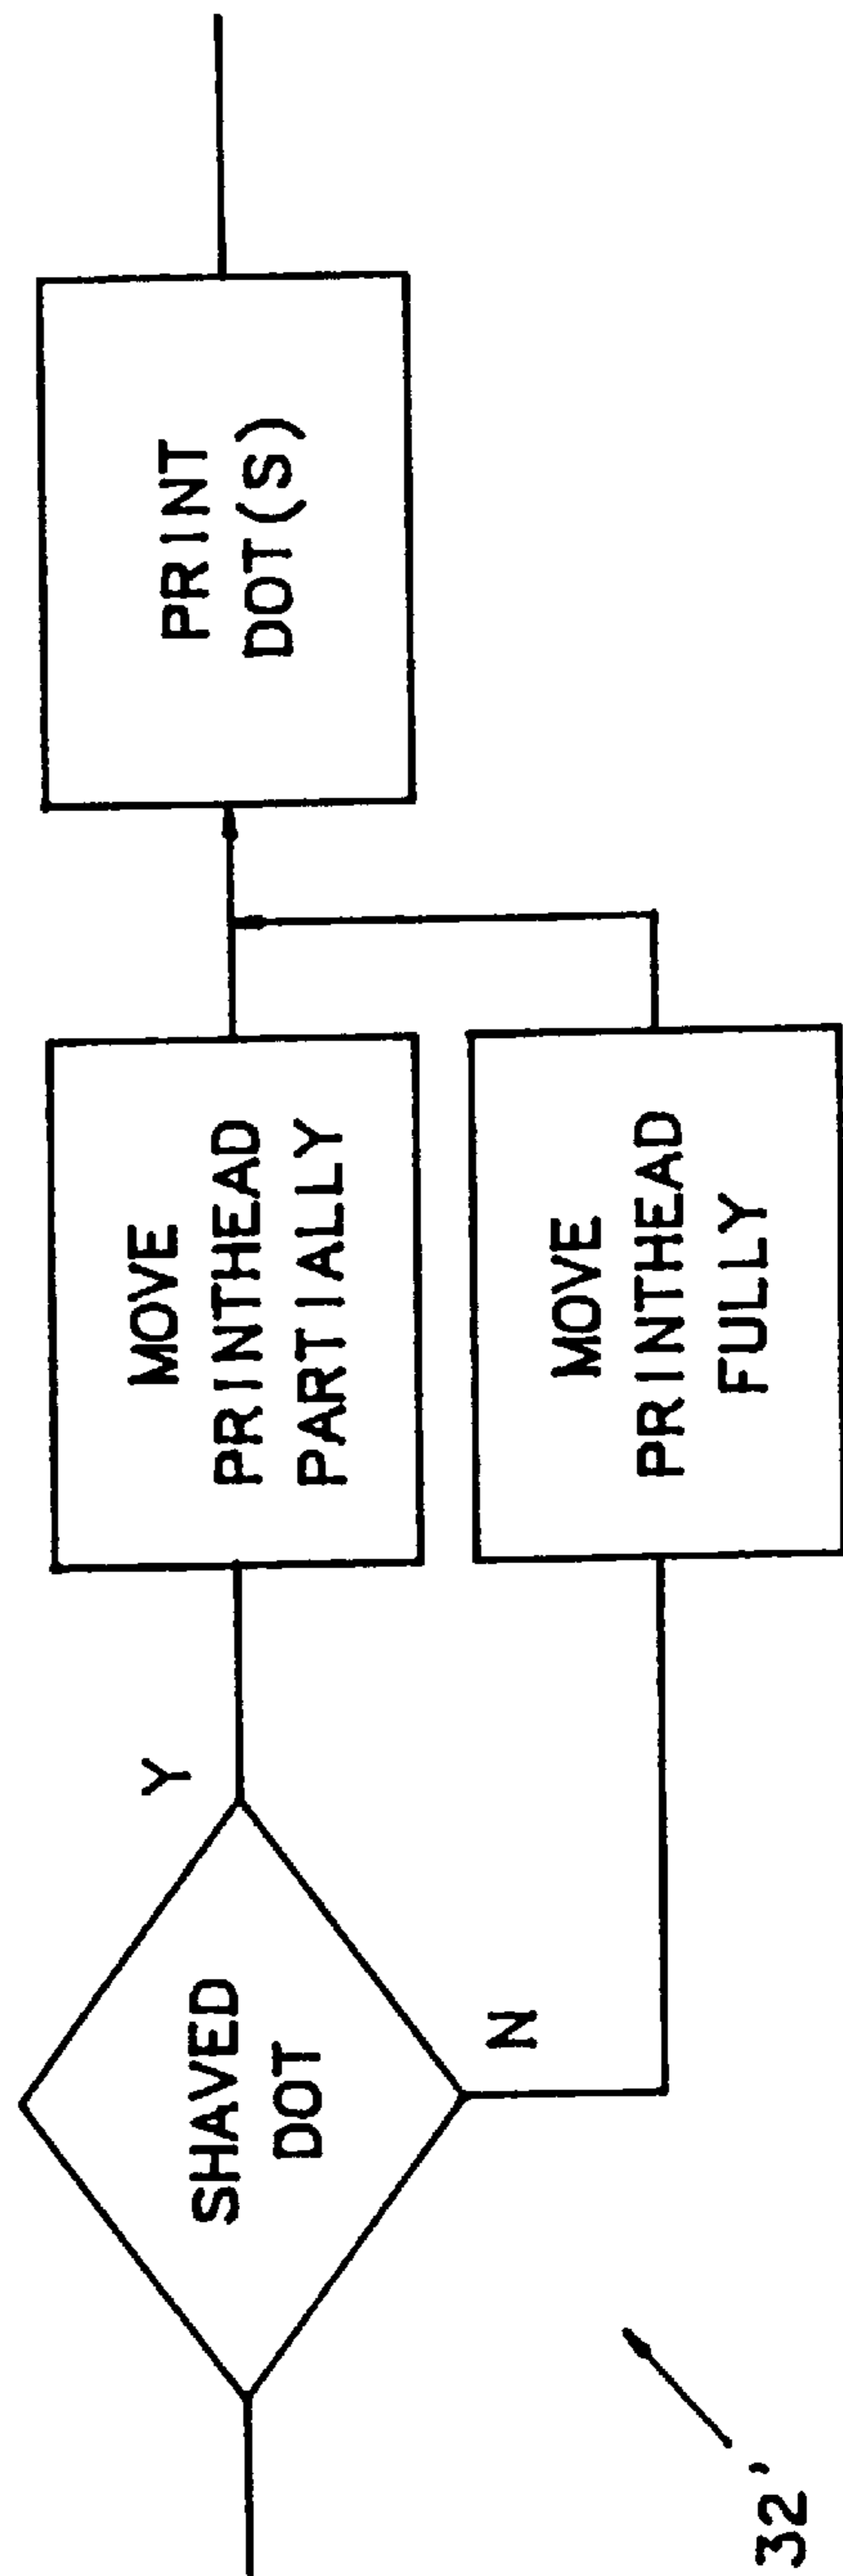 SHAVED
DOT
Y
N
MOVE
PRINTHEAD
PARTIALLY
MOVE
PRINTHEAD
FULLY
PRINT
DOT(S)
32'